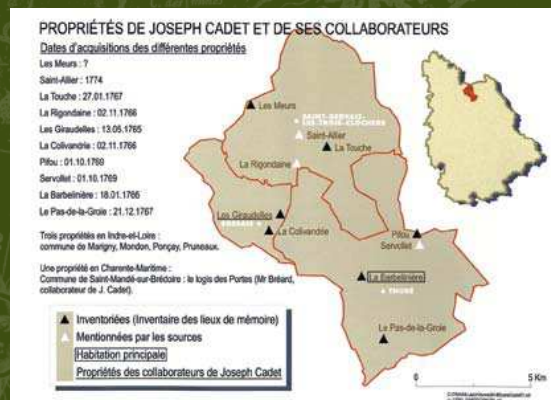 PROPRIÉTÉS DE JOSEPH CADET ET DE SES COLLABORATEURS
Dates d'acquisitions des différentes propriétés
Les Meurs : ?
Saint-Allier : 1774
La Touche : 27.01.1767
La Rigondaine : 02.11.1766
Les Giraudelles : 13.05.1765
La Colivandrie : 02.11.1766
Pifou : 01.10.1769
Servollet : 01.10.1769
La Barbelinière : 18.01.1766
Le Pas-de-la-Groie : 21.12.1767
Trois propriétés en Indre-et-Loire :
commune de Marigny, Mondon, Ponçay, Pruneaux.
Une propriété en Charente-Maritime :
Commune de Saint-Mandé-sur-Brédoire : le logis des Portes (Mr Bréard,
collaborateur de J. Cadet).
Les Meurs
SAINT-GERVAIS-
LES-TROIS-CLOCHERS
Saint-Allier
La Touche
La Rigondaine
Les Giraudelles
La Colivandrie
Pifou
Servollet
La Barbelinière
THURÉ
Le Pas-de-la-Groie
Inventoriées (Inventaire des lieux de mémoire)
Mentionnées par les sources
Habitation principale
Propriétés des collaborateurs de Joseph Cadet
0
5 Km